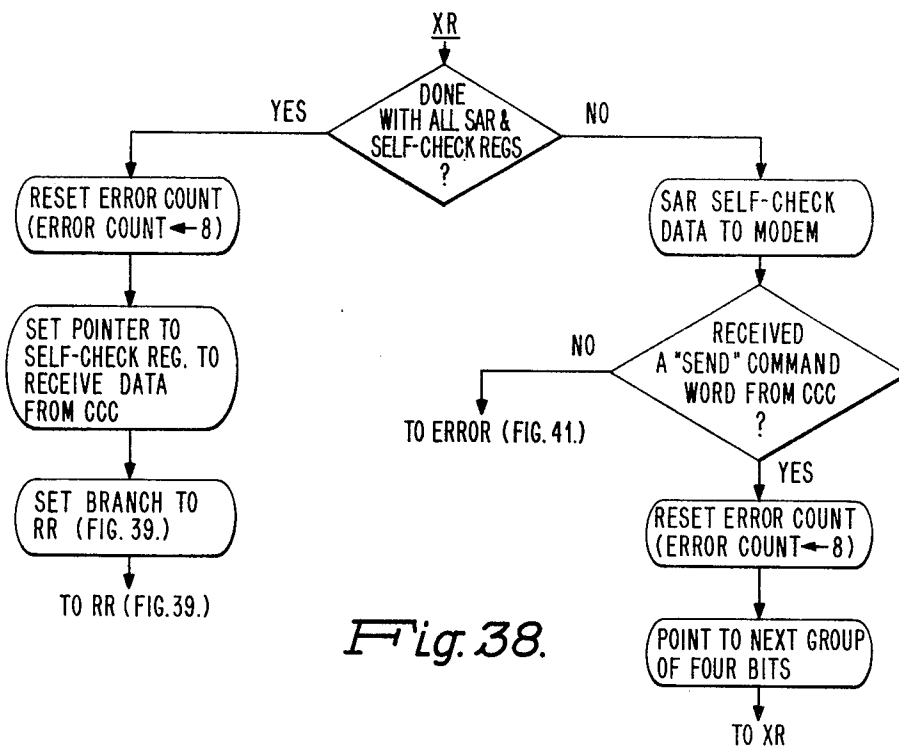 XR
DONE
WITH ALL SAR &
SELF-CHECK REGS
?
YES
NO
RESET ERROR COUNT
(ERROR COUNT←8)
SET POINTER TO
SELF-CHECK REG. TO
RECEIVE DATA
FROM CCC
SET BRANCH TO
RR (FIG. 39.)
TO RR (FIG.39.)
SAR SELF-CHECK
DATA TO MODEM
RECEIVED
A "SEND" COMMAND
WORD FROM CCC
?
NO
TO ERROR (FIG. 41.)
YES
RESET ERROR COUNT
(ERROR COUNT←8)
POINT TO NEXT GROUP
OF FOUR BITS
TO XR
Fig. 38.